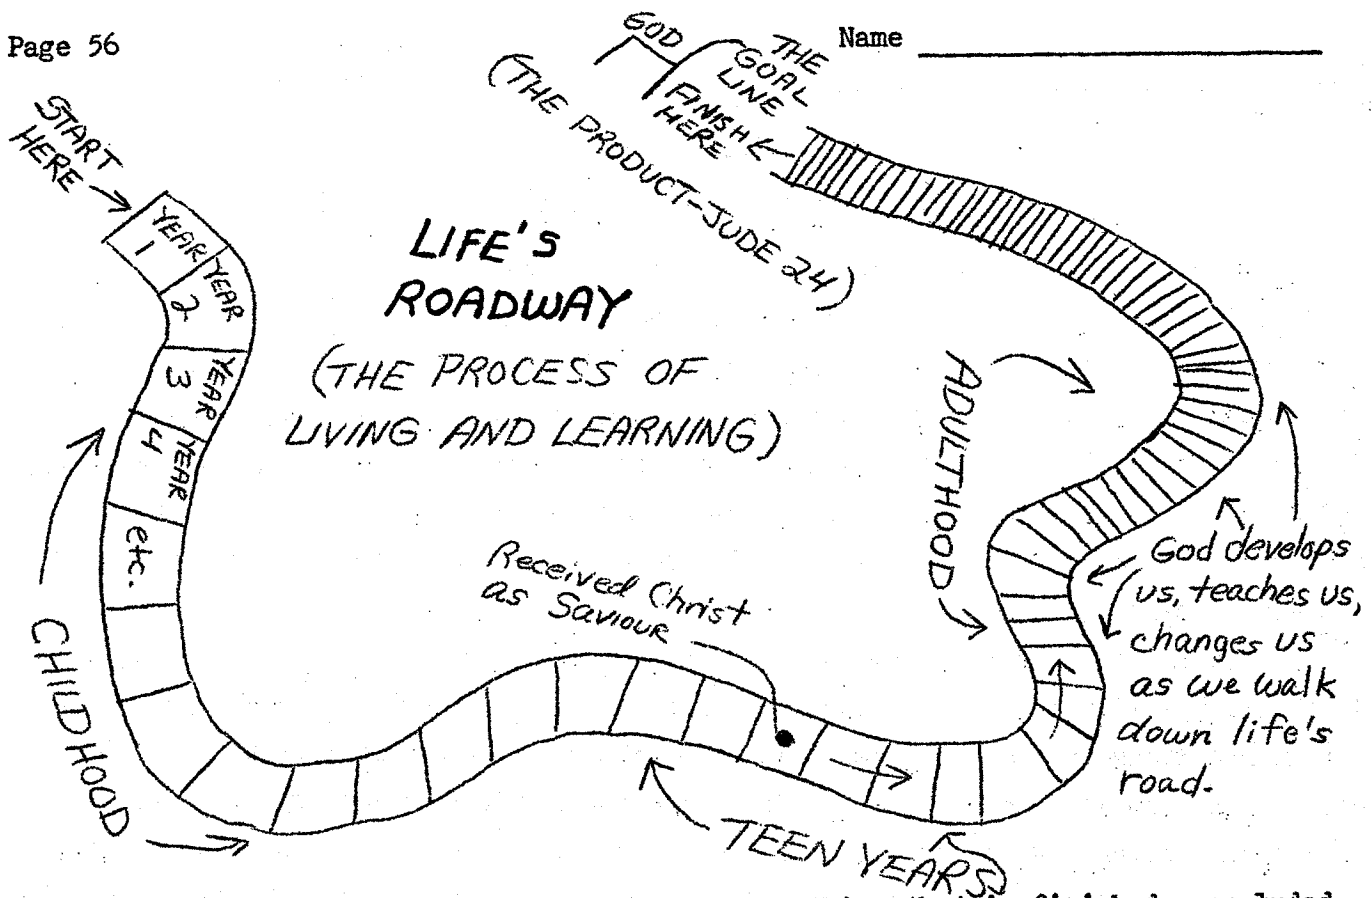 Page 56
Name
START
HERE
GOD
THE
GOAL
LINE
FINISH
HERE
(THE PRODUCT-JUDE 24)
YEAR
1
YEAR
2
YEAR
3
YEAR
4
etc.
LIFE'S
ROADWAY
(THE PROCESS OF
LIVING AND LEARNING)
CHILDHOOD
Received Christ
as Saviour
ADULTHOOD
God develops
us, teaches us,
changes us
as we walk
down life's
road.
TEEN YEARS